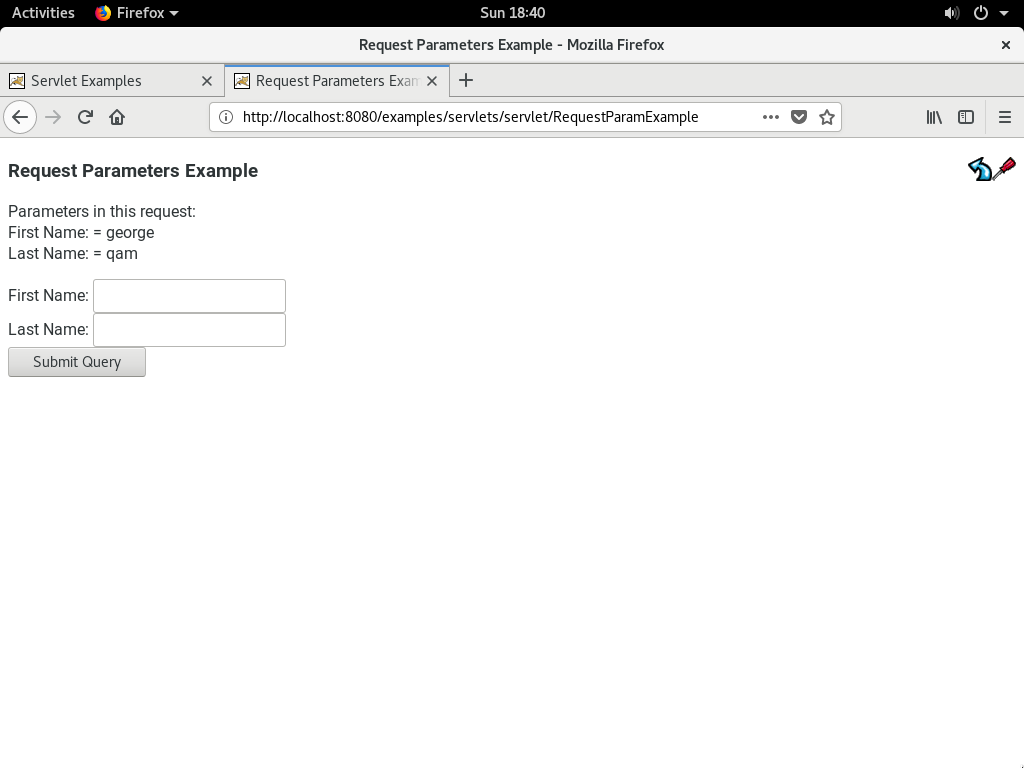 Activities Firefox Sun 18:40
Request Parameters Example - Mozilla Firefox
Servlet Examples Request Parameters Exam
http://localhost:8080/examples/servlets/servlet/RequestParamExample
Request Parameters Example
Parameters in this request:
First Name: = george
Last Name: = qam
First Name:
Last Name:
Submit Query